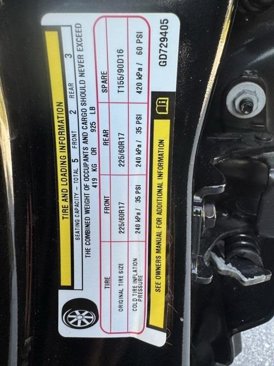 TIRE AND LOADING INFORMATION
SEATING CAPACITY - TOTAL 5 FRONT 2 REAR 3
THE COMBINED WEIGHT OF OCCUPANTS AND CARGO SHOULD NEVER EXCEED
419 KG OR 925 LB
TIRE FRONT REAR SPARE
ORIGINAL TIRE SIZE 225/60R17 225/60R17 T155/90D16
COLD TIRE INFLATION PRESSURE 240 kPa / 35 PSI 240 kPa / 35 PSI 420 kPa / 60 PSI
SEE OWNERS MANUAL FOR ADDITIONAL INFORMATION
GD729405